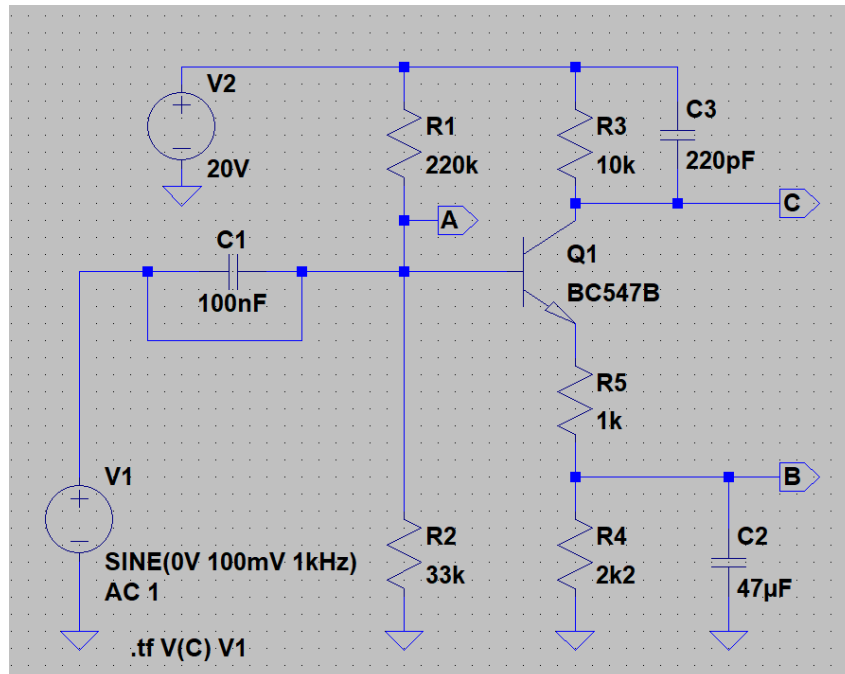 V2
20V
R1
220k
R3
10k
C3
220pF
A
C
C1
100nF
Q1
BC547B
R5
1k
B
V1
SINE(0V 100mV 1kHz)
AC 1
R2
33k
R4
2k2
C2
47µF
.tf V(C) V1